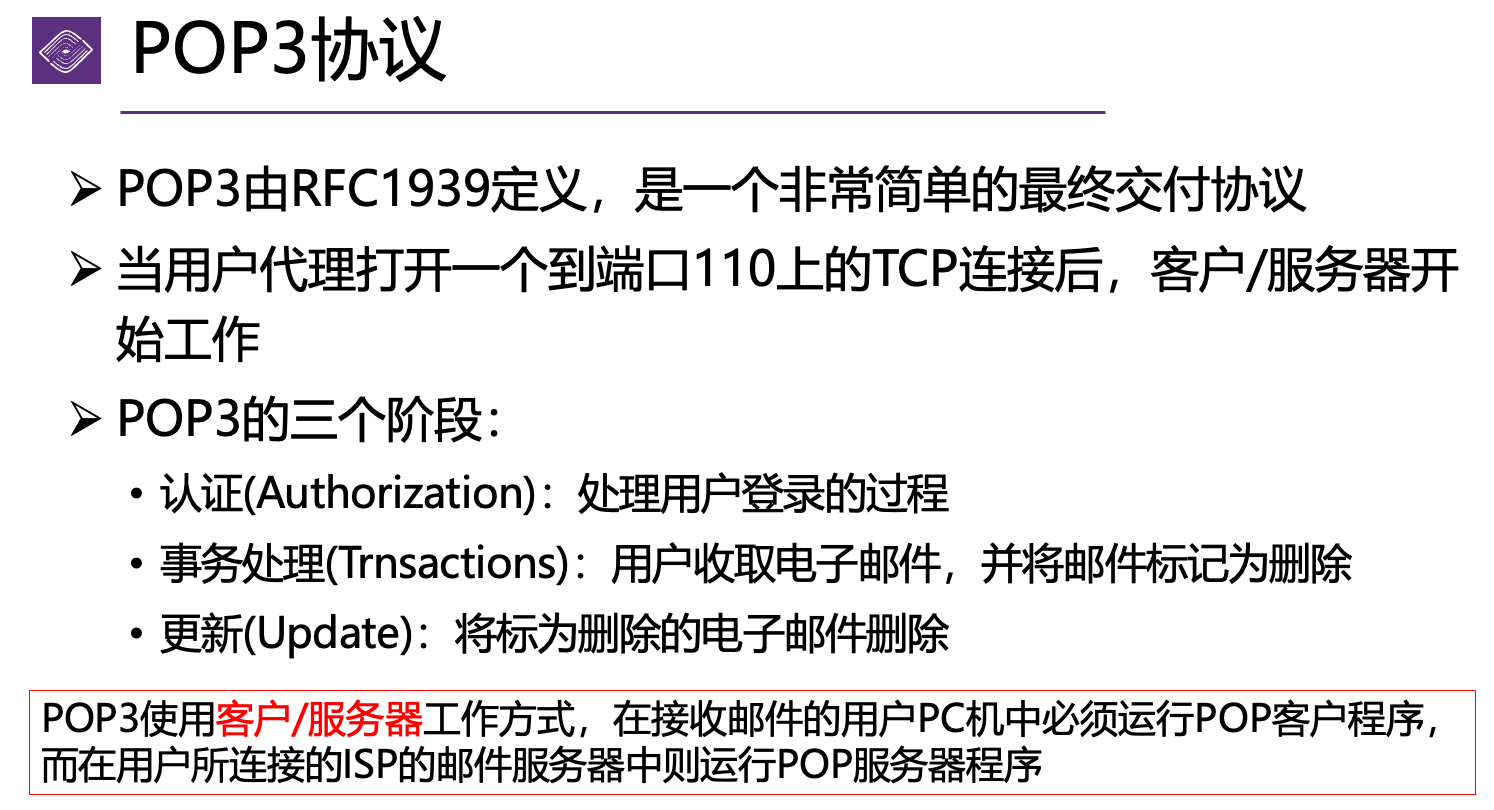 POP3协议
➢ POP3由RFC1939定义，是一个非常简单的最终交付协议
➢ 当用户代理打开一个到端口110上的TCP连接后，客户/服务器开
始工作
➢ POP3的三个阶段：
• 认证(Authorization)：处理用户登录的过程
• 事务处理(Trnsactions)：用户收取电子邮件，并将邮件标记为删除
• 更新(Update)：将标为删除的电子邮件删除
POP3使用客户/服务器工作方式，在接收邮件的用户PC机中必须运行POP客户程序，
而在用户所连接的ISP的邮件服务器中则运行POP服务器程序